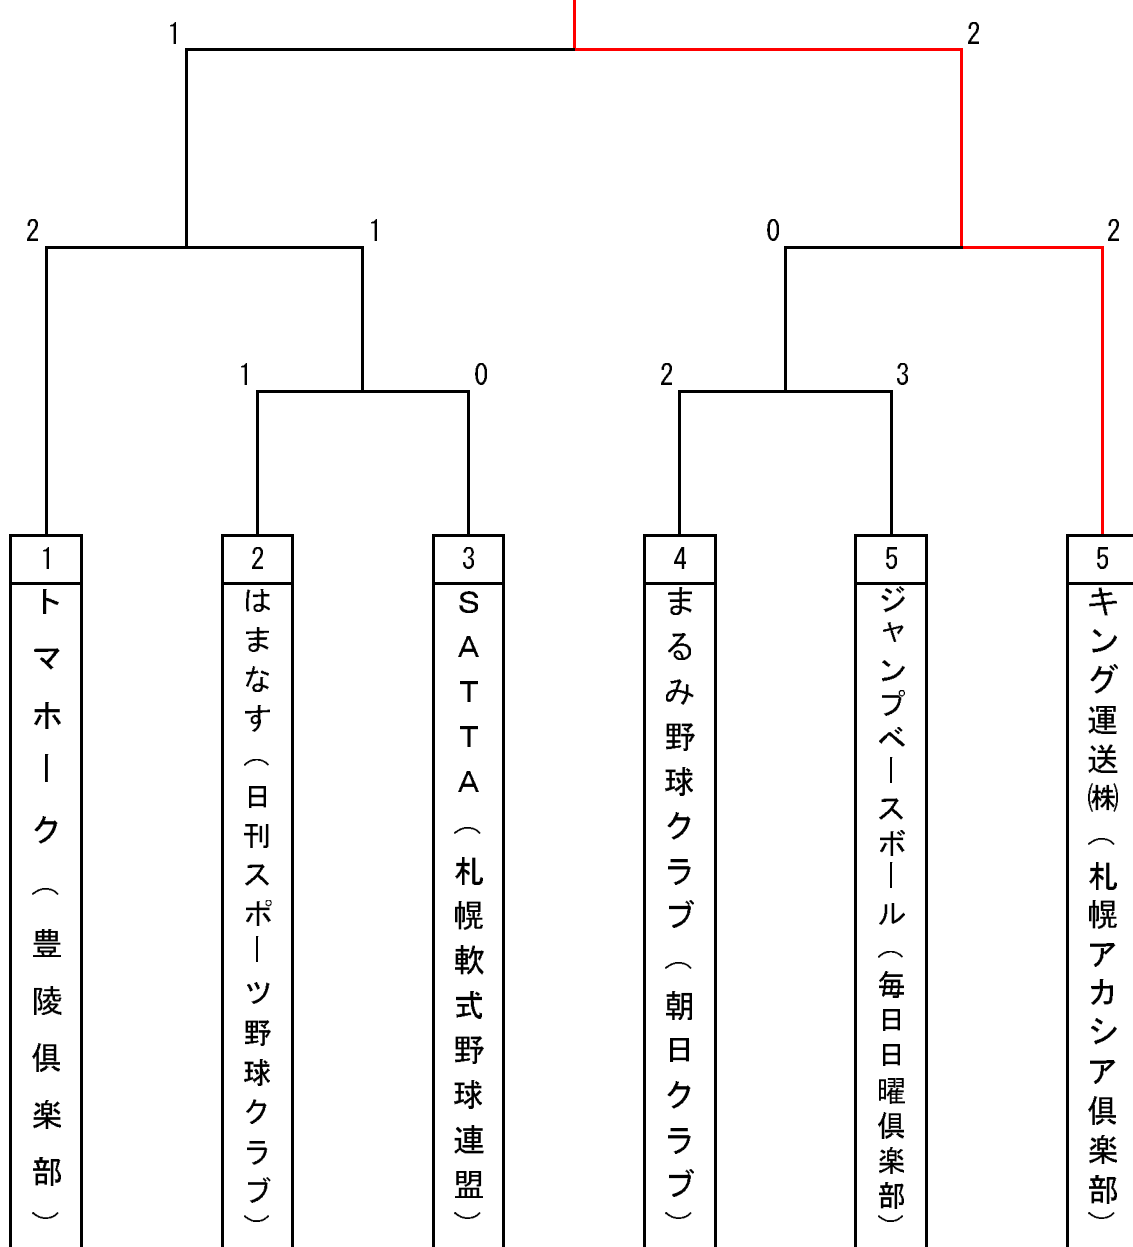 1 2
2 1 0 2
1 0 2 3
1 2 3 4 5 5
トマホーク(豊陵倶楽部)
はまなす(日刊スポーツ野球クラブ)
SATTA(札幌軟式野球連盟)
まるみ野球クラブ(朝日クラブ)
ジャンプベースボール(毎日日曜倶楽部)
キング運送㈱(札幌アカシア倶楽部)